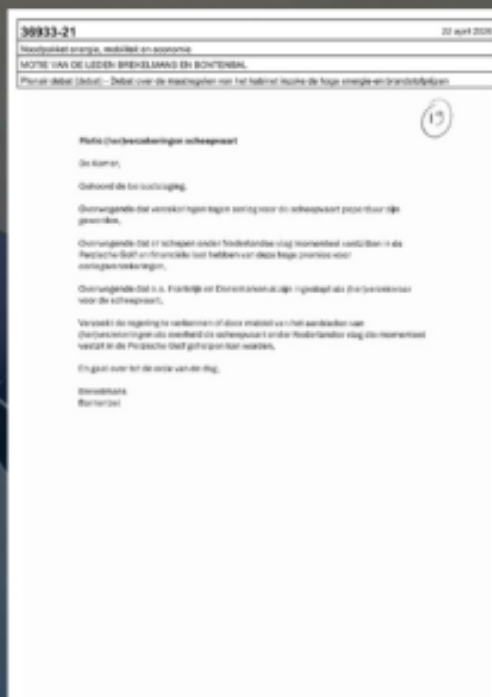 36933-21
22 april 2026
Noodpakket energie, mobiliteit en economie
MOTIE VAN DE LEDEN BREKELMANS EN BONTENBAL
Plenair debat (debat) - Debat over de maatregelen van het kabinet inzake de hoge energie-en brandstofprijzen
19
Motie (her)verzekeringen scheepvaart
De Kamer,
Gehoord de beraadslaging,
Overwegende dat verzekeringen tegen oorlog voor de scheepvaart peperduur zijn
geworden,
Overwegende dat er schepen onder Nederlandse vlag momenteel vastzitten in de
Perzische Golf en financiële last hebben van deze hoge premies voor
oorlogsverzekeringen,
Overwegende dat o.a. Frankrijk en Denemarken al zijn ingestapt als (her)verzekeraar
voor de scheepvaart,
Verzoekt de regering te verkennen of door middel van het aanbieden van
(her)verzekeringen als overheid de scheepvaart onder Nederlandse vlag die momenteel
vastzit in de Perzische Golf geholpen kan worden,
En gaat over tot de orde van de dag,
Brekelmans
Bontenbal